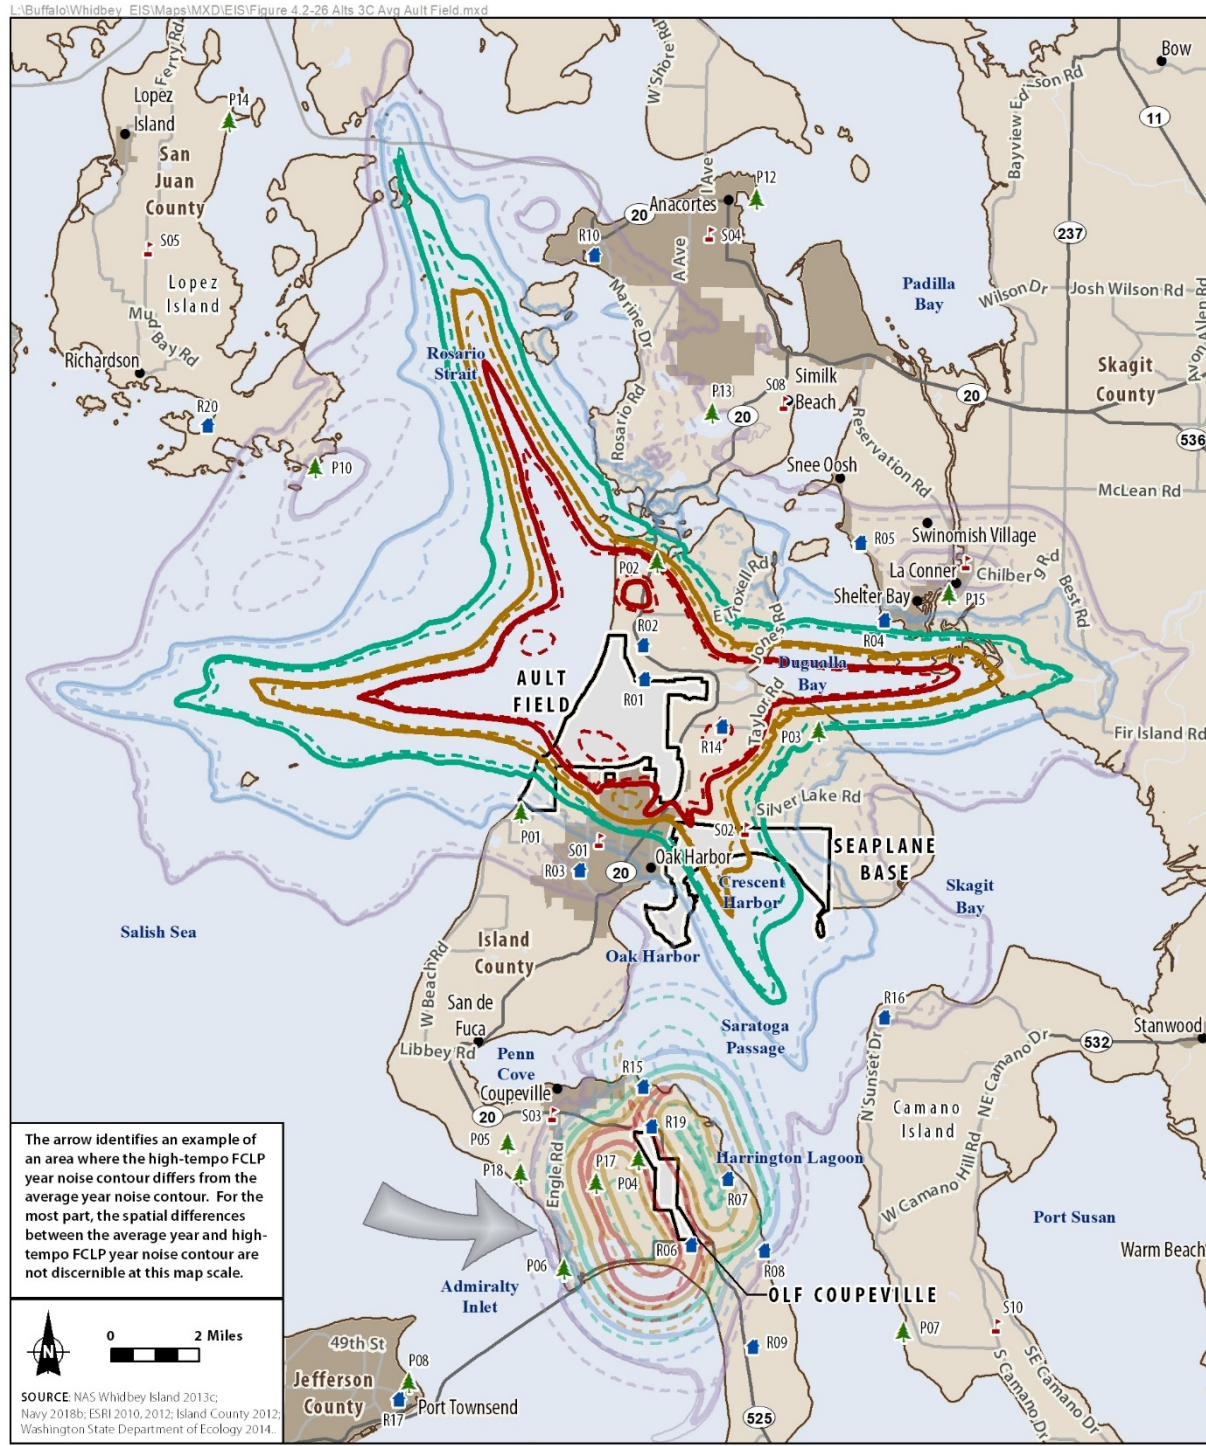 L:\Buffalo\Whidbey_EIS\Maps\MXD\EIS\Figure 4.2-26 Alts 3C Avg Ault Field.mxd
Ferry Rd
W Shore Rd
Bow
Lopez
Island
P14
Bayview Edison Rd
11
San
Juan
County
I Ave
P12
Anacortes
20
R10
S04
A Ave
237
S05
Lopez
Island
Padilla
Bay
Wilson Dr
Josh Wilson Rd
Marine Dr
Avon Allen Rd
Mud Bay Rd
Richardson
Rosario
Strait
Skagit
County
Similk
Beach
S08
P13
20
20
R20
Rosario Rd
Reservation Rd
536
P10
Snee Oosh
McLean Rd
Swinomish Village
R05
La Conner
Chilberg Rd
P02
E Troxell Rd
Shelter Bay
P15
Best Rd
R02
Jones Rd
R04
Dugualla
Bay
AULT
FIELD
R01
Taylor Rd
R14
P03
Fir Island Rd
Silver Lake Rd
P01
S02
S01
SEAPLANE
BASE
Oak Harbor
R03
20
Crescent
Harbor
Skagit
Bay
Salish Sea
Island
County
Oak Harbor
W Beach Rd
San de
Fuca
R16
Saratoga
Passage
Stanwood
Libbey Rd
Penn
Cove
532
N Sunset Dr
NE Camano Dr
R15
Coupeville
20
S03
R19
Camano
Island
P05
Engle Rd
P17
Harrington Lagoon
P18
P04
R07
W Camano Hill Rd
Port Susan
R06
Warm Beach
P06
R08
Admiralty
Inlet
OLF COUPEVILLE
S10
P07
R09
49th St
P08
Jefferson
County
R17
Port Townsend
S Camano Dr
SE Camano Dr
525
The arrow identifies an example of
an area where the high-tempo FCLP
year noise contour differs from the
average year noise contour. For the
most part, the spatial differences
between the average year and high-
tempo FCLP year noise contour are
not discernible at this map scale.
N
0 2 Miles
SOURCE: NAS Whidbey Island 2013c;
Navy 2018b; ESRI 2010, 2012; Island County 2012;
Washington State Department of Ecology 2014..